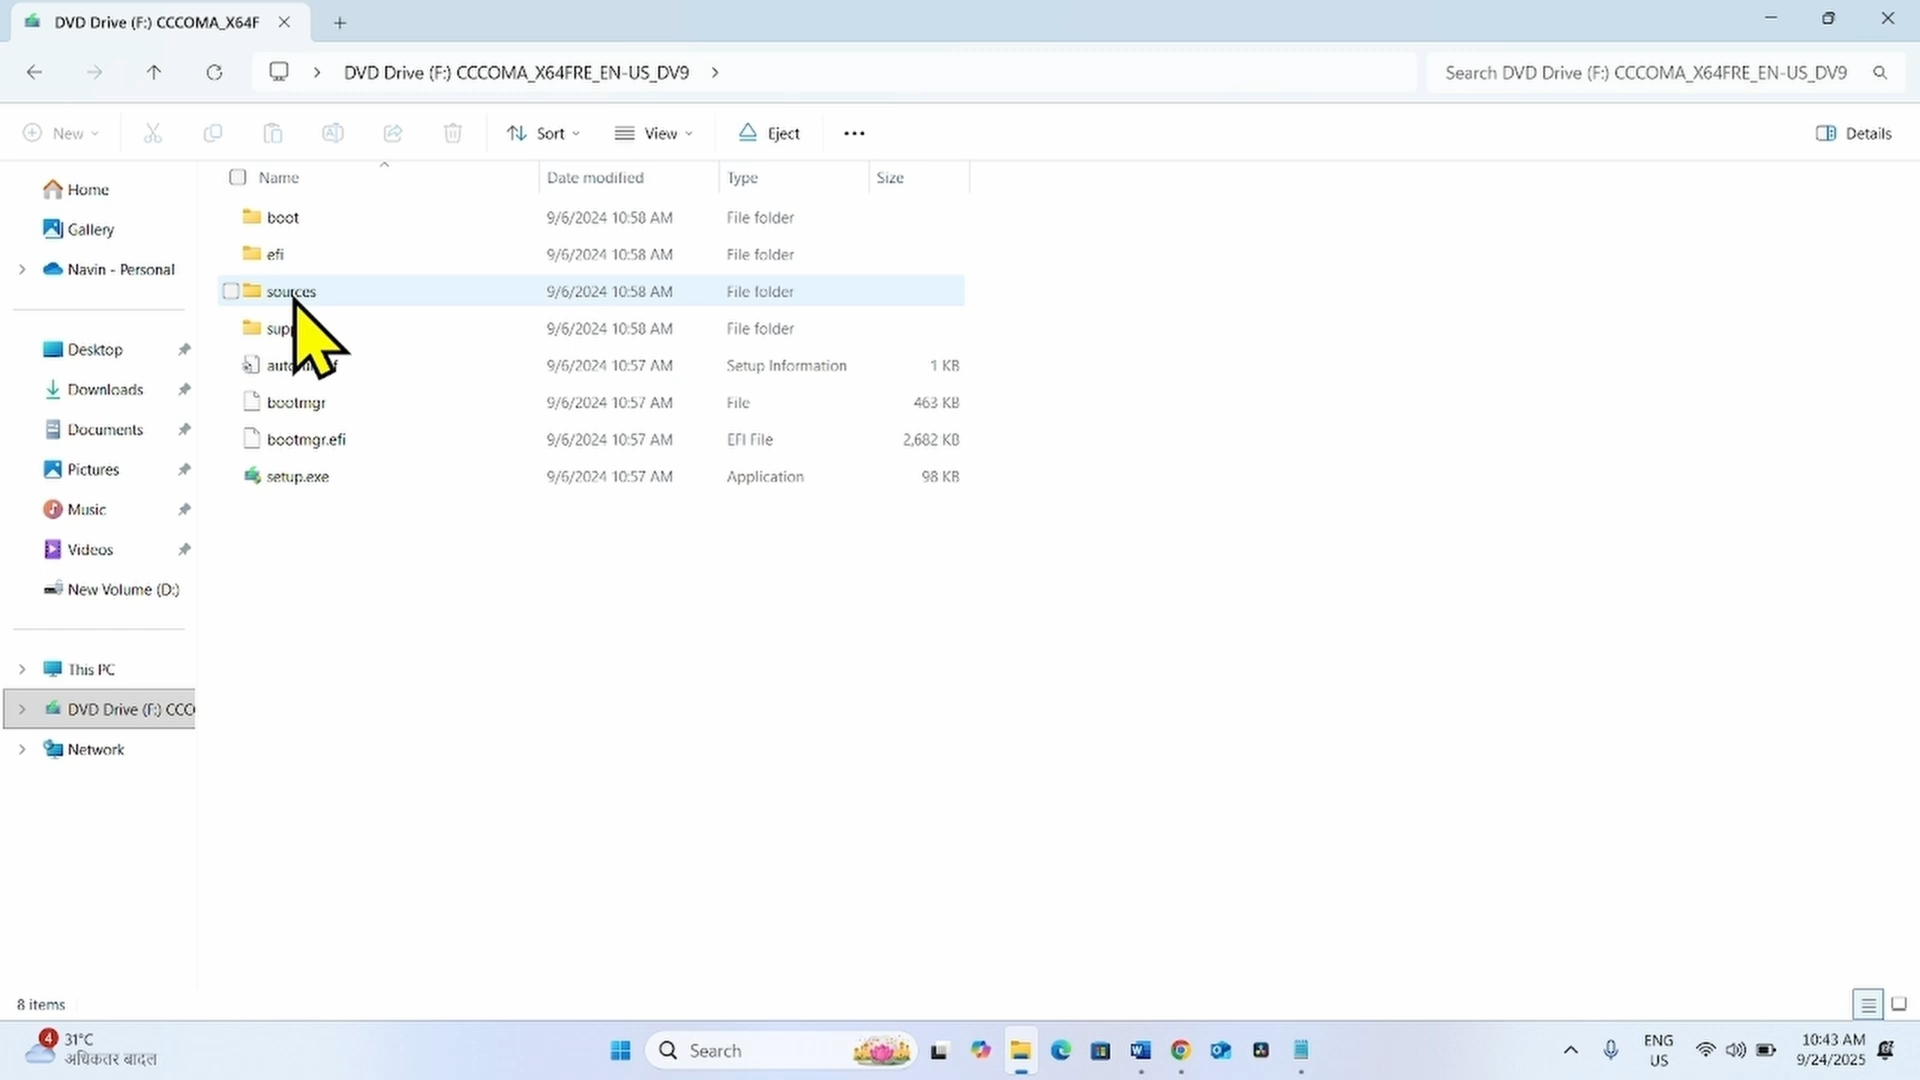 DVD Drive (F:) CCCOMA_X64F
DVD Drive (F:) CCCOMA_X64FRE_EN-US_DV9
Search DVD Drive (F:) CCCOMA_X64FRE_EN-US_DV9
New
Sort
View
Eject
Details
Name Date modified Type Size
boot 9/6/2024 10:58 AM File folder
efi 9/6/2024 10:58 AM File folder
sources 9/6/2024 10:58 AM File folder
9/6/2024 10:58 AM File folder
9/6/2024 10:57 AM Setup Information 1 KB
bootmgr 9/6/2024 10:57 AM File 463 KB
bootmgr.efi 9/6/2024 10:57 AM EFI File 2,682 KB
setup.exe 9/6/2024 10:57 AM Application 98 KB
Home
Gallery
Navin - Personal
Desktop
Downloads
Documents
Pictures
Music
Videos
New Volume (D:)
This PC
DVD Drive (F:) CCC
Network
8 items
4
31°C
अधिकतर बादल
Search
ENG
US
10:43 AM
9/24/2025